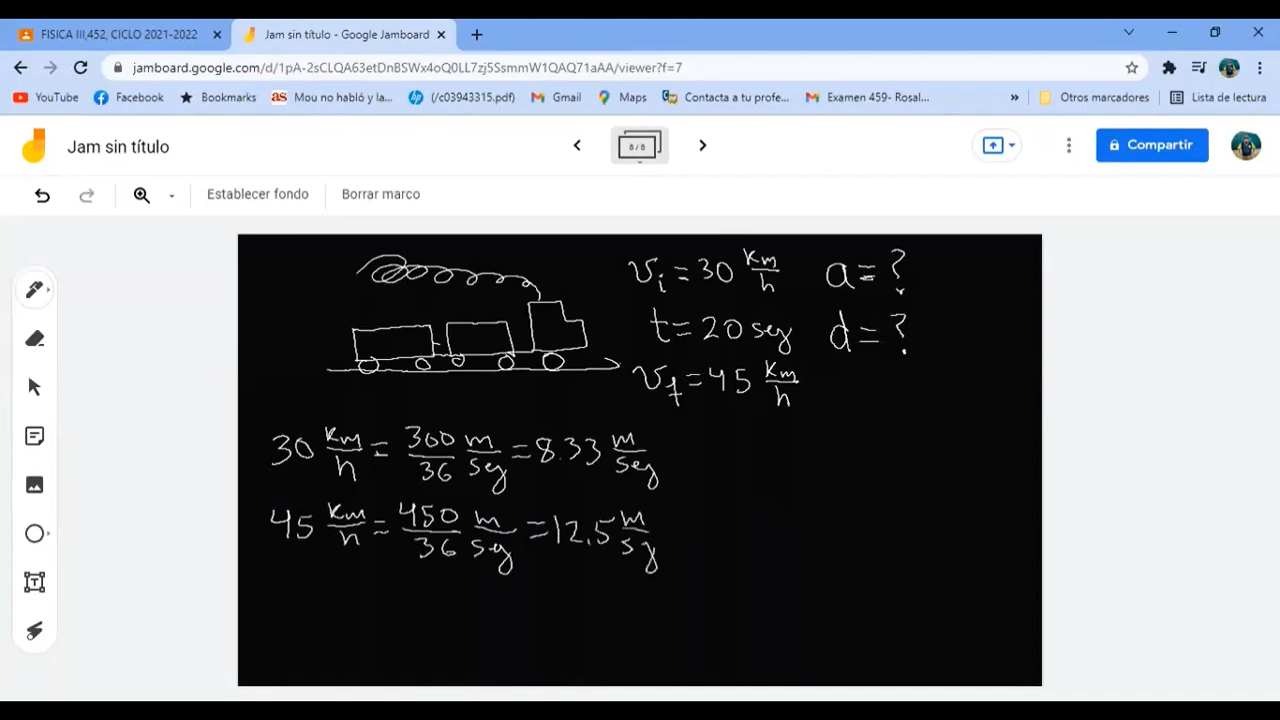 FISICA III,452, CICLO 2021-2022
Jam sin título - Google Jamboard
jamboard.google.com/d/1pA-2sCLQA63etDnBSWx4oQ0LL7zj5SsmmW1QAQ71aAA/viewer?f=7
YouTube Facebook Bookmarks as Mou no habló y la... (/c03943315.pdf) Gmail Maps Contacta a tu profe... Examen 459- Rosal... » Otros marcadores Lista de lectura
Jam sin título
8/8
Compartir
Establecer fondo Borrar marco
vi = 30 km/h a = ?
t = 20 seg d = ?
vf = 45 km/h
30 km/h = 300/36 m/seg = 8.33 m/seg
45 km/h = 450/36 m/seg = 12.5 m/sg